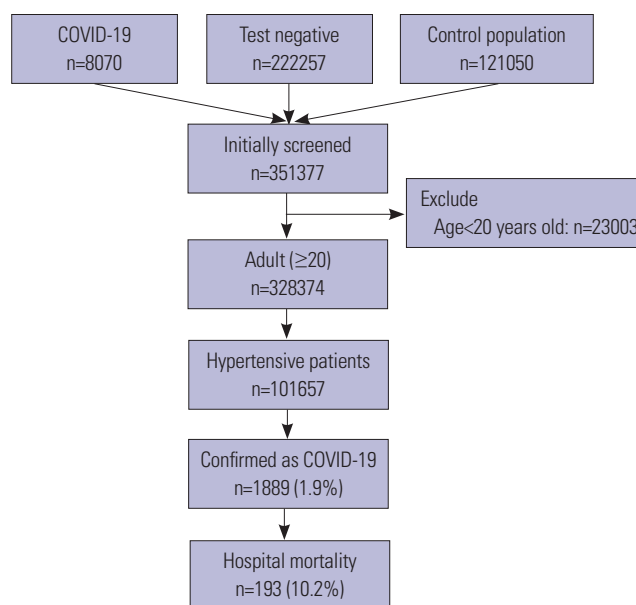 COVID-19
n=8070
Test negative
n=222257
Control population
n=121050
Initially screened
n=351377
Exclude
Age<20 years old: n=23003
Adult (≥20)
n=328374
Hypertensive patients
n=101657
Confirmed as COVID-19
n=1889 (1.9%)
Hospital mortality
n=193 (10.2%)